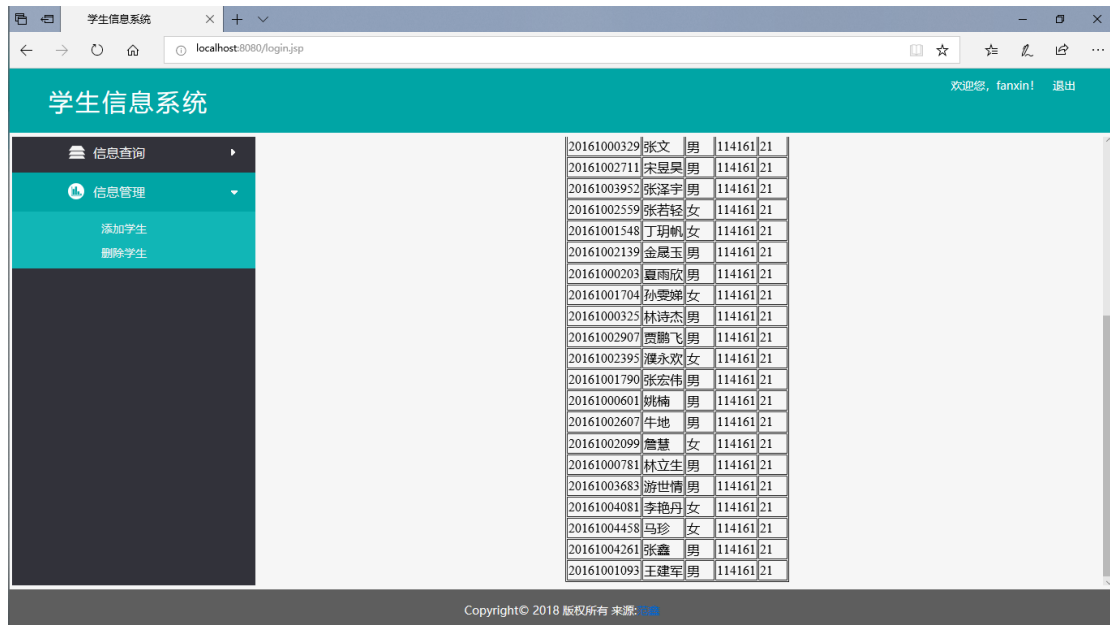 学生信息系统
localhost:8080/login.jsp
学生信息系统
欢迎您，fanxin! 退出
信息查询
信息管理
添加学生
删除学生
20161000329 张文 男 114161 21
20161002711 宋昱昊 男 114161 21
20161003952 张泽宇 男 114161 21
20161002559 张若轻 女 114161 21
20161001548 丁玥帆 女 114161 21
20161002139 金晟玉 男 114161 21
20161000203 夏雨欣 男 114161 21
20161001704 孙雯娣 女 114161 21
20161000325 林诗杰 男 114161 21
20161002907 贾鹏飞 男 114161 21
20161002395 濮永欢 女 114161 21
20161001790 张宏伟 男 114161 21
20161000601 姚楠 男 114161 21
20161002607 牛地 男 114161 21
20161002099 詹慧 女 114161 21
20161000781 林立生 男 114161 21
20161003683 游世情 男 114161 21
20161004081 李艳丹 女 114161 21
20161004458 马珍 女 114161 21
20161004261 张鑫 男 114161 21
20161001093 王建军 男 114161 21
Copyright© 2018 版权所有 来源: